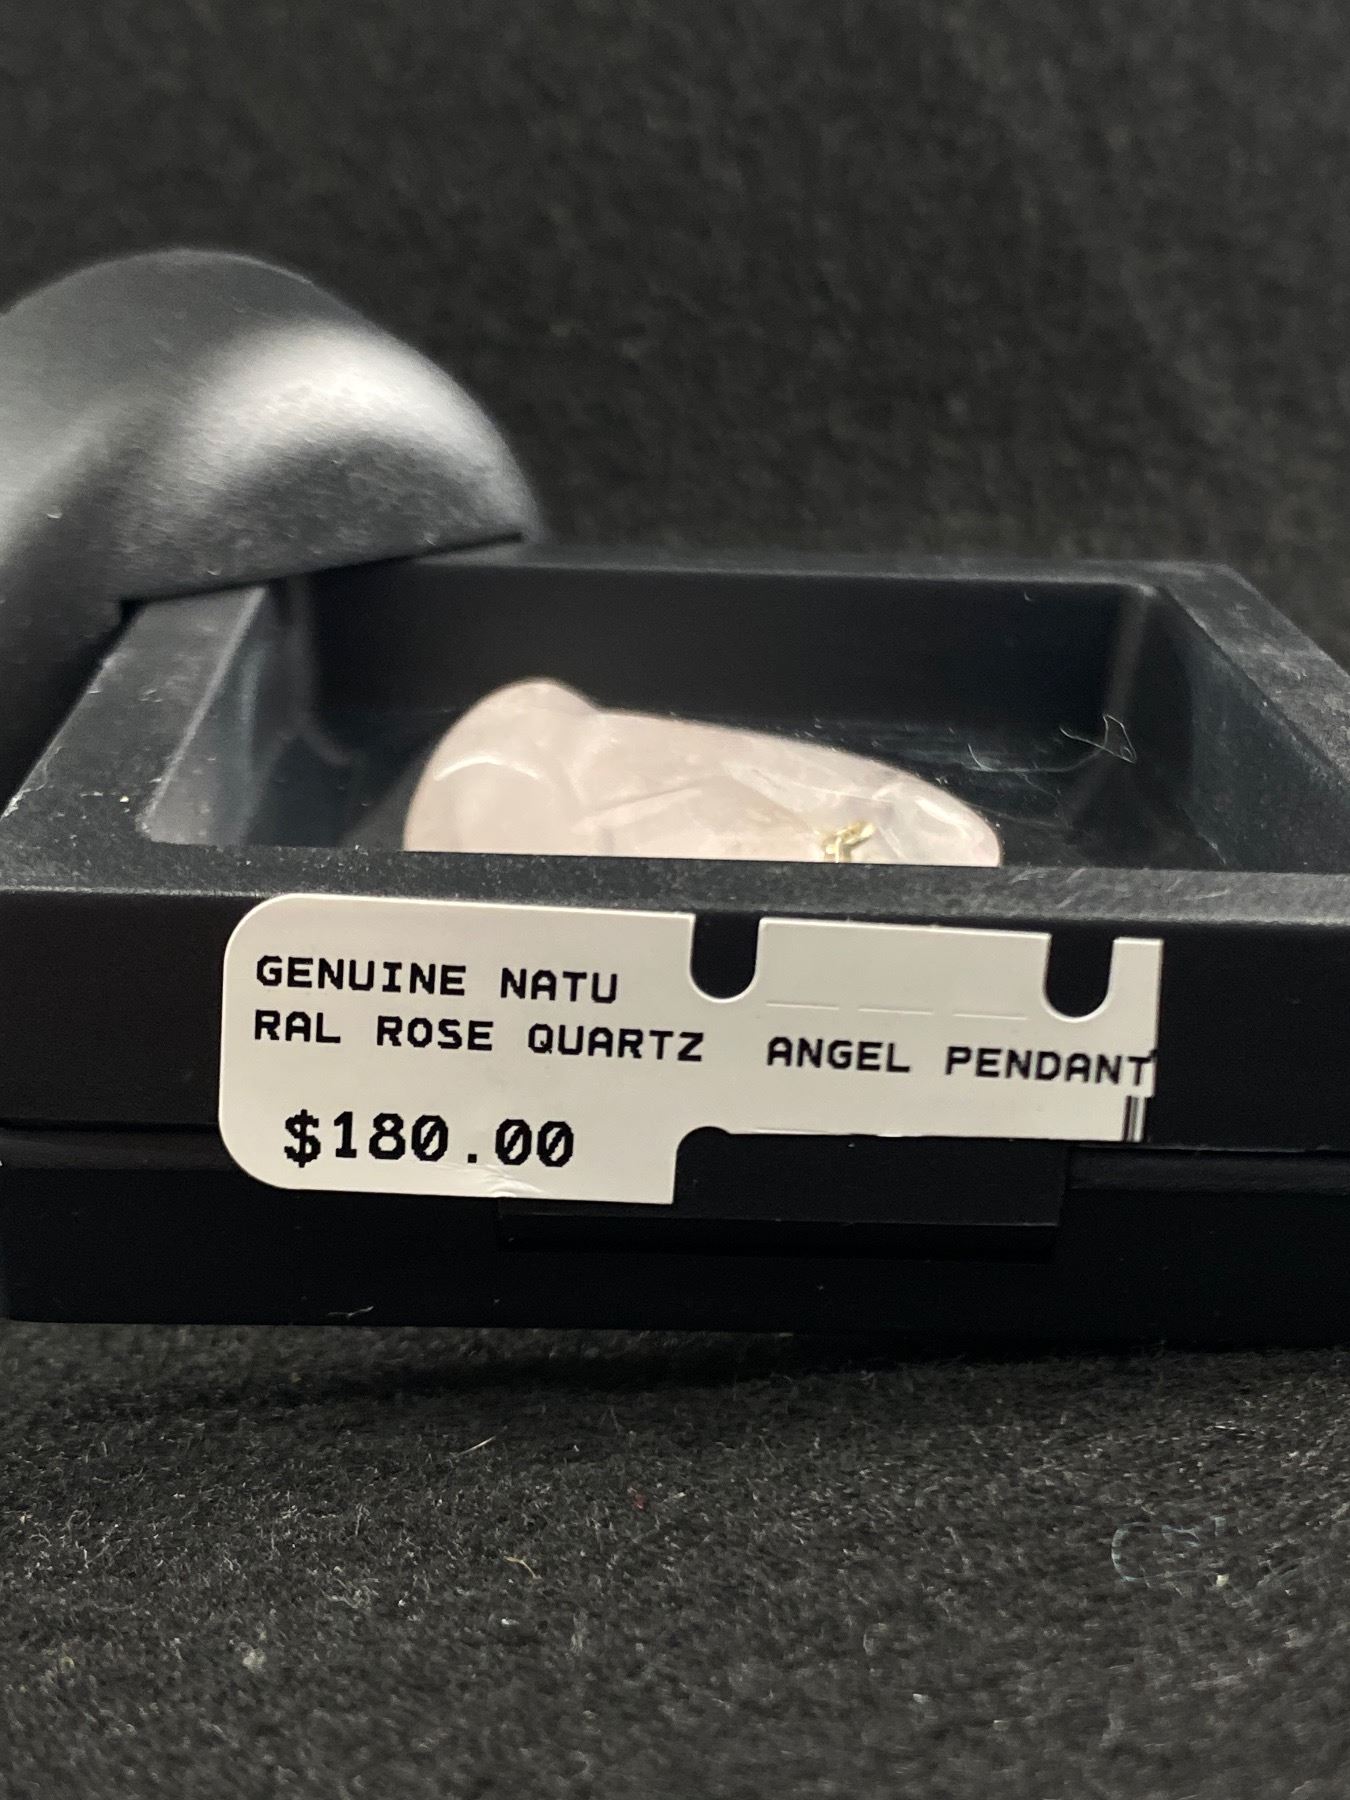 GENUINE NATU
RAL ROSE QUARTZ ANGEL PENDANT
$180.00